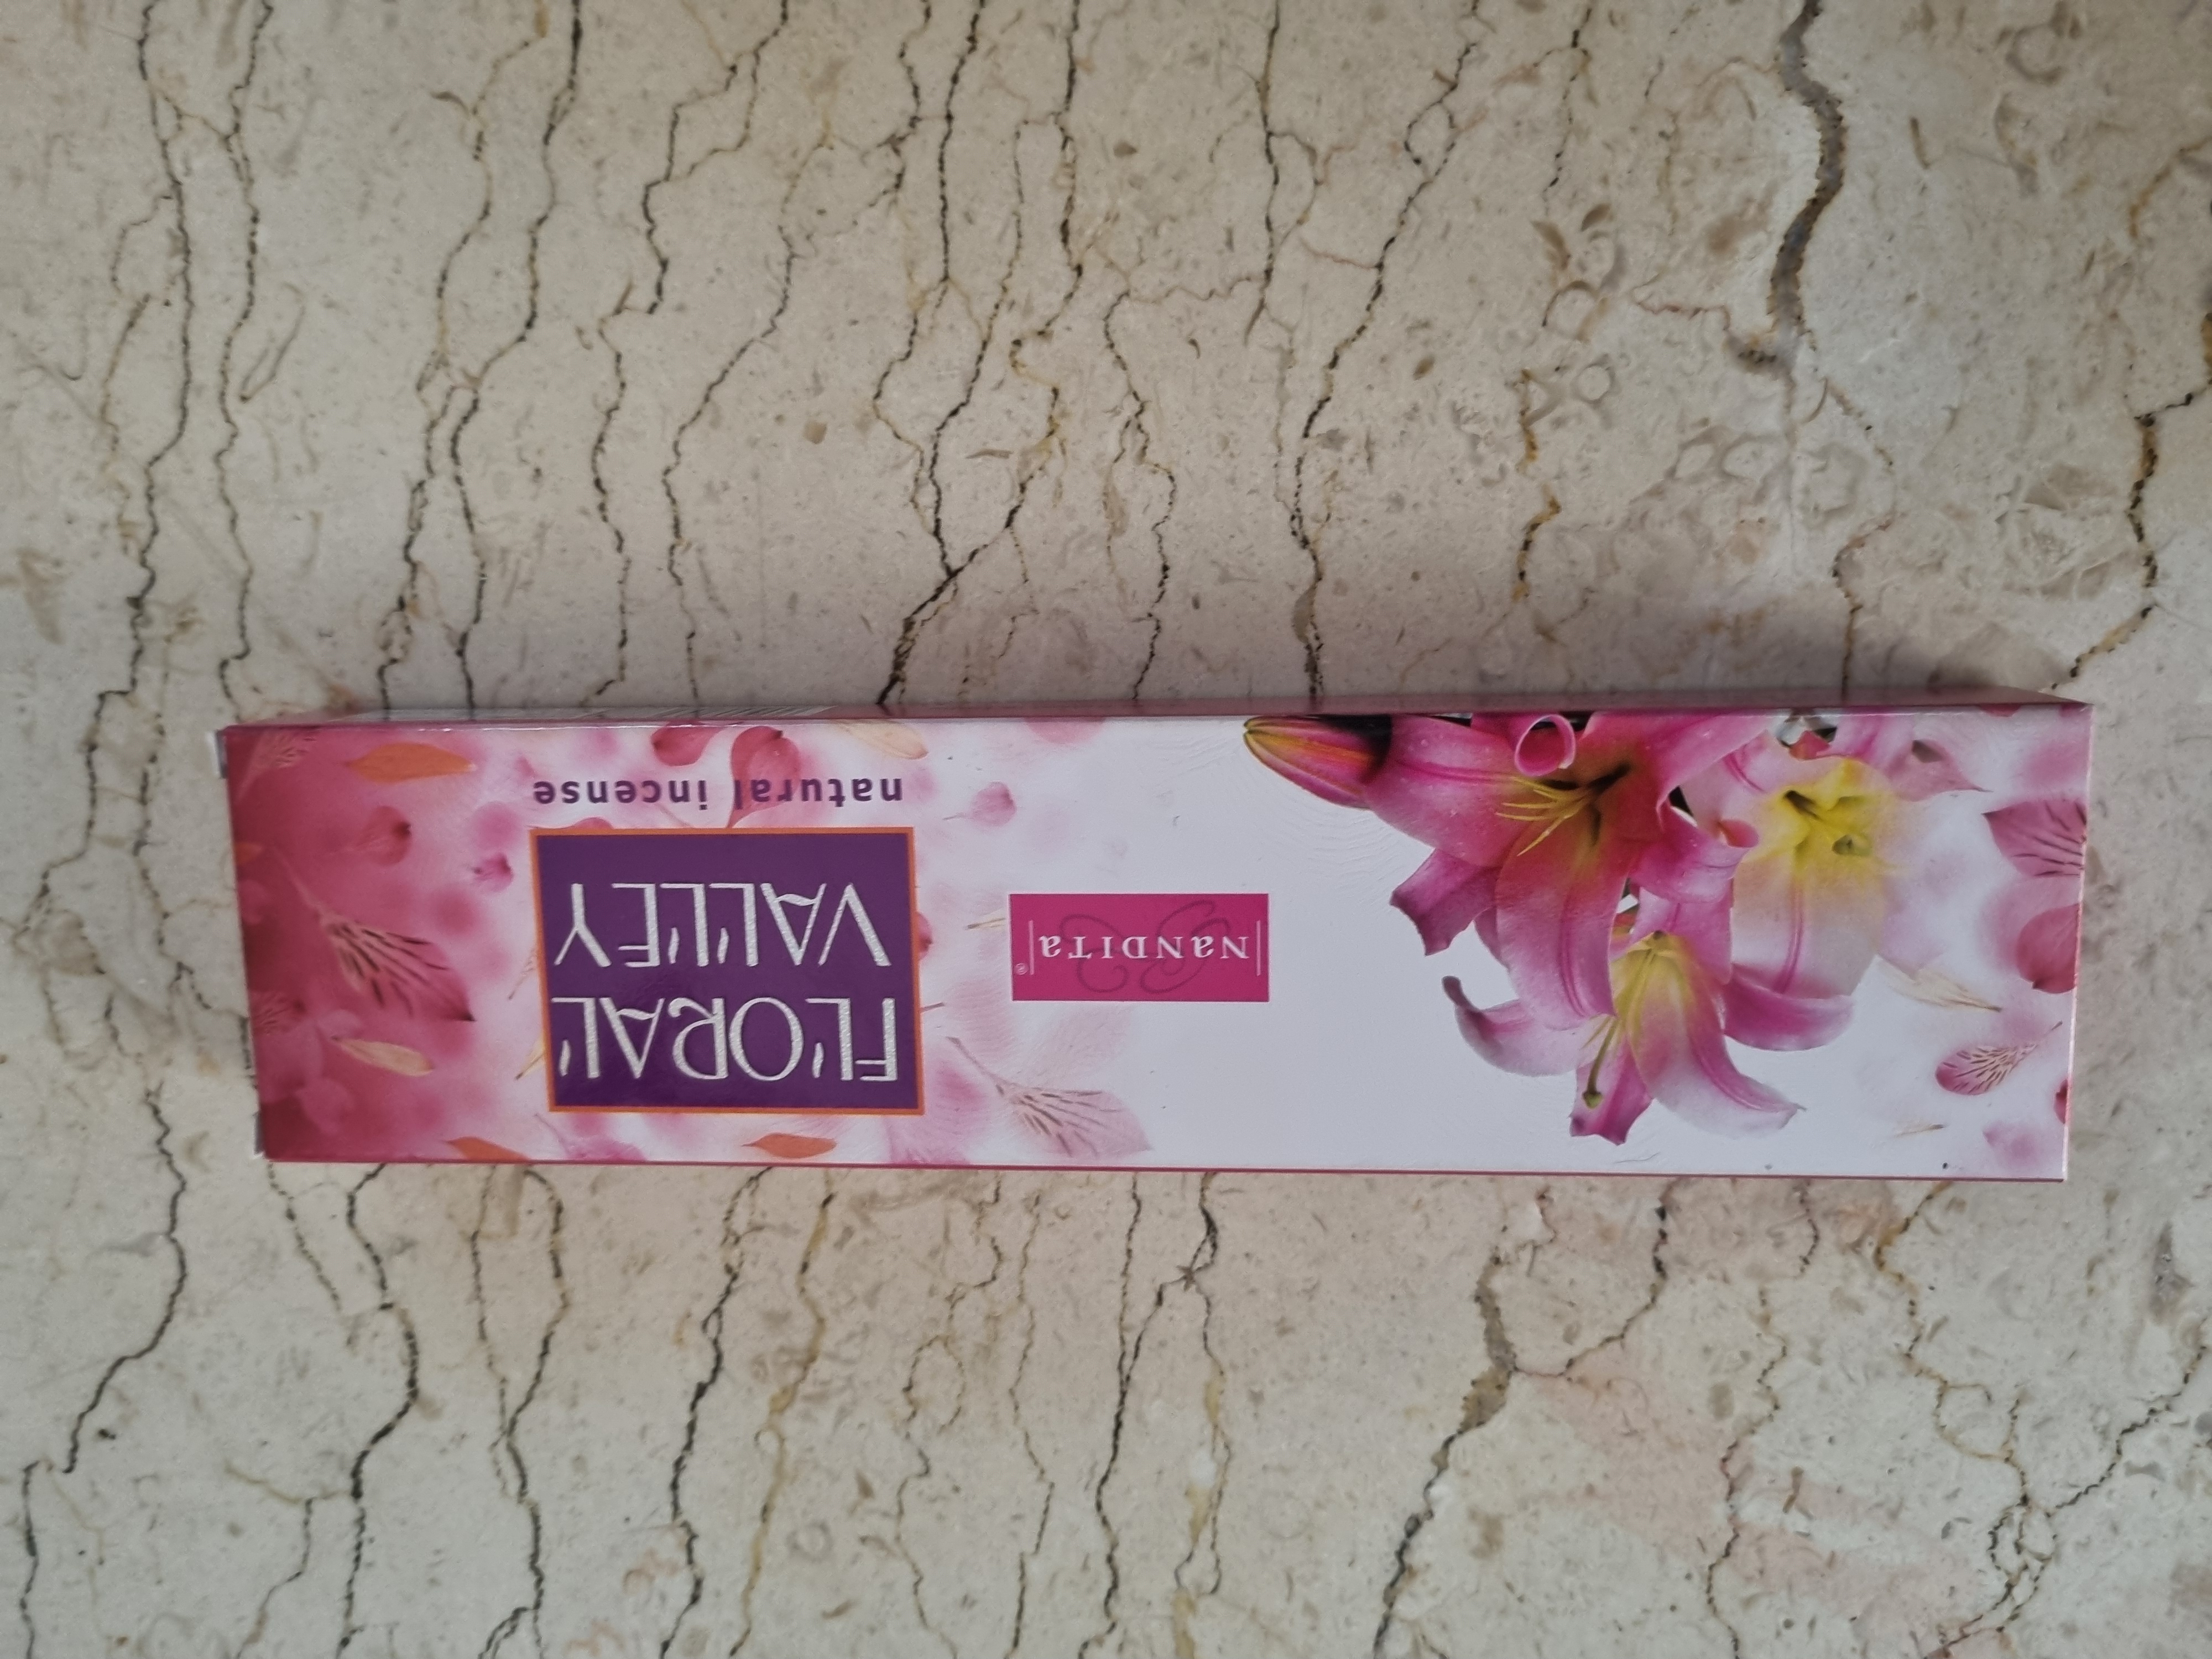 FLORAL
VALLEY
natural incense
NaNDITa®